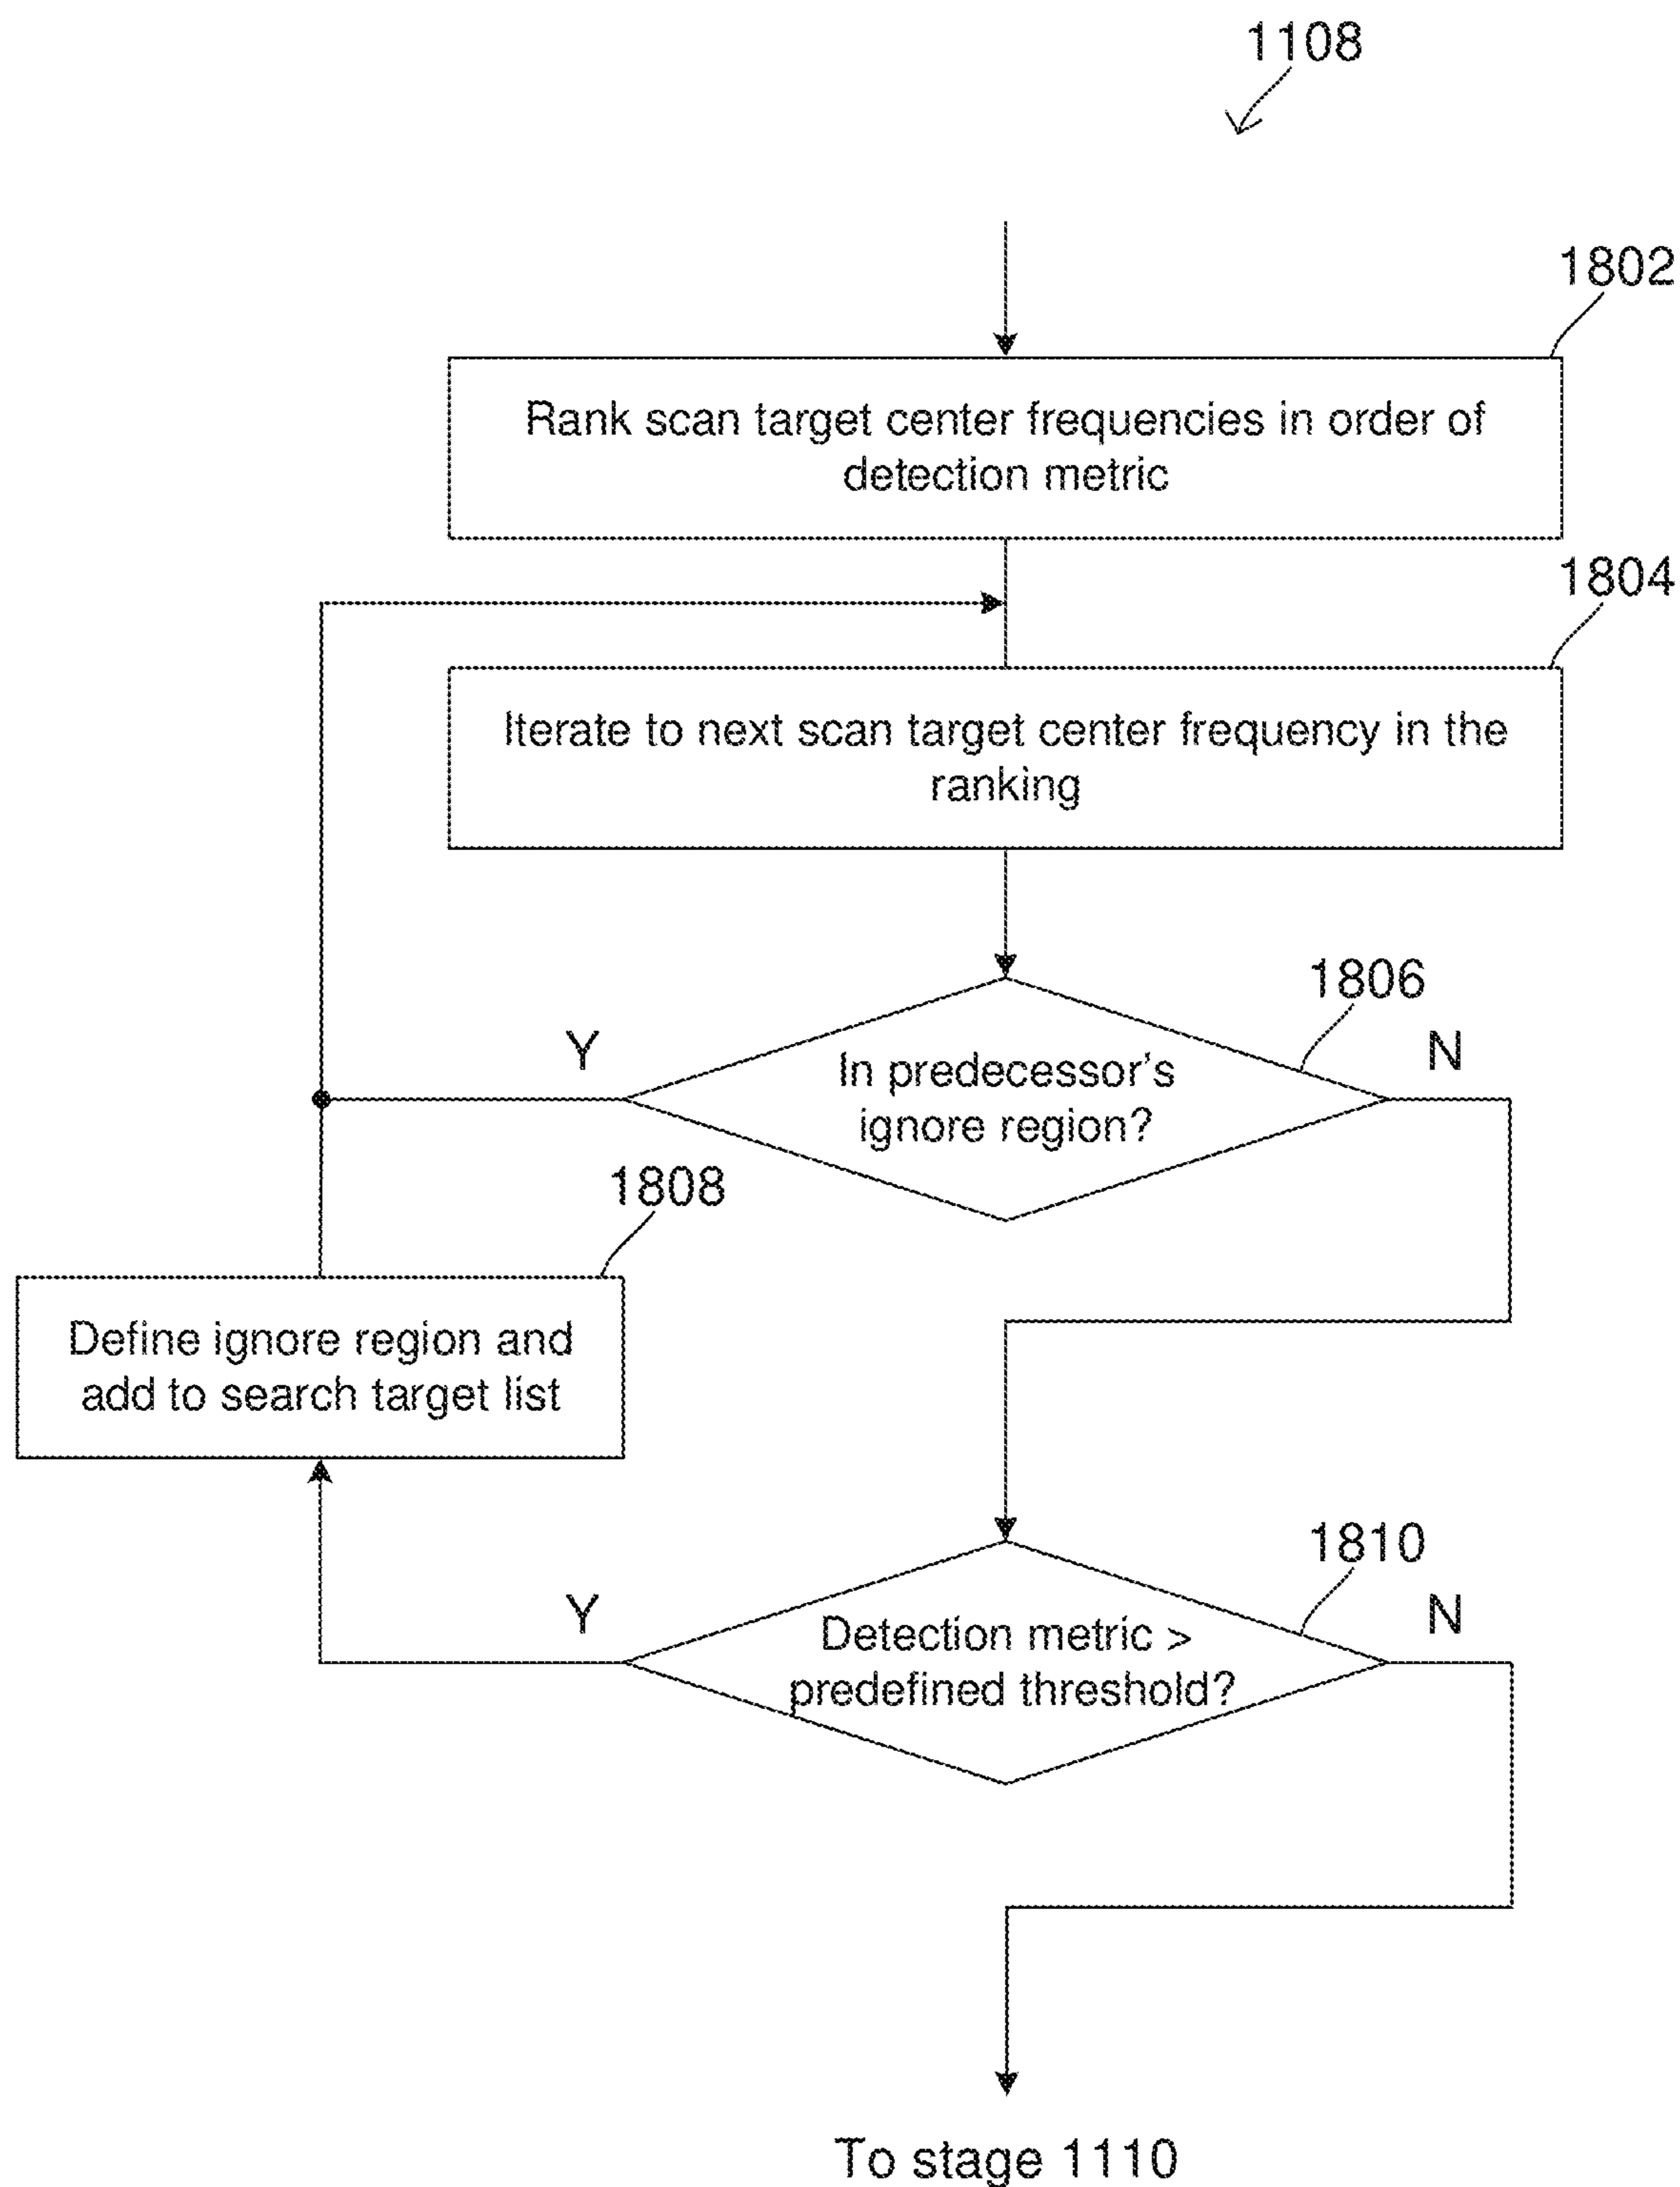 1108
1802
Rank scan target center frequencies in order of
detection metric
1804
Iterate to next scan target center frequency in the
ranking
1806
Y
N
In predecessor's
ignore region?
1808
Define ignore region and
add to search target list
1810
Y
N
Detection metric >
predefined threshold?
To stage 1110